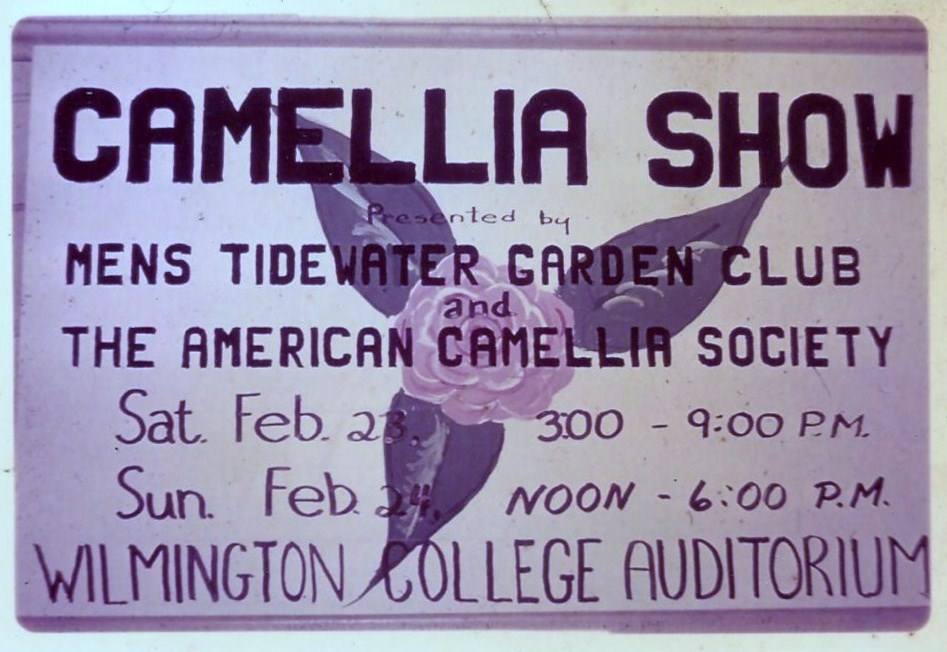 CAMELLIA SHOW
Presented by
MENS TIDEWATER GARDEN CLUB
and
THE AMERICAN CAMELLIA SOCIETY
Sat. Feb. 23, 3:00 - 9:00 P.M.
Sun. Feb. 24, NOON - 6:00 P.M.
WILMINGTON COLLEGE AUDITORIUM